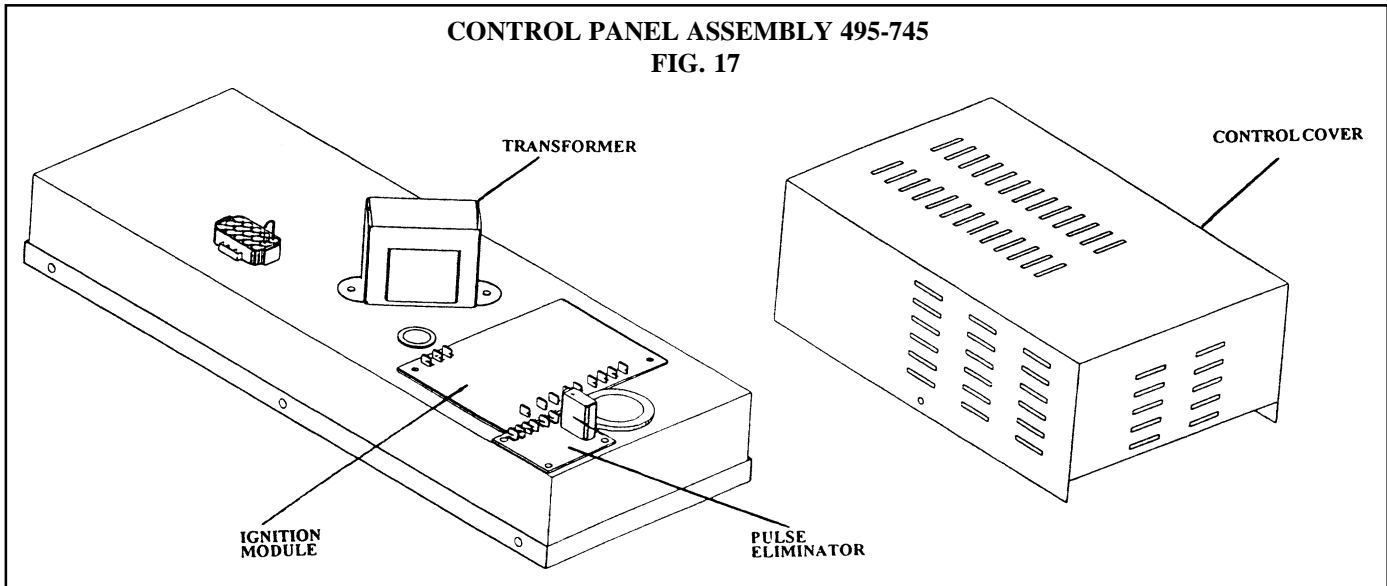 CONTROL PANEL ASSEMBLY 495-745
FIG. 17
TRANSFORMER
CONTROL COVER
IGNITION
MODULE
PULSE
ELIMINATOR